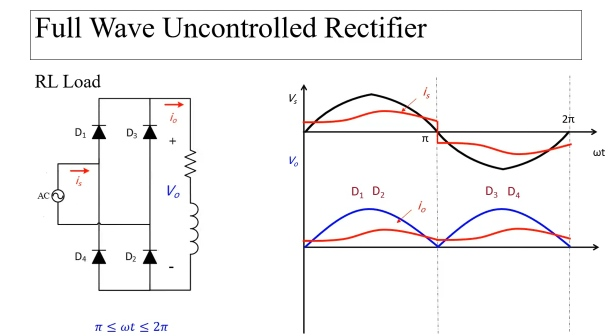 Full Wave Uncontrolled Rectifier
RL Load
D1 D3
D4 D2
AC
is
io
+
Vo
-
π ≤ ωt ≤ 2π
Vs
is
π
2π
ωt
Vo
D1 D2
D3 D4
io